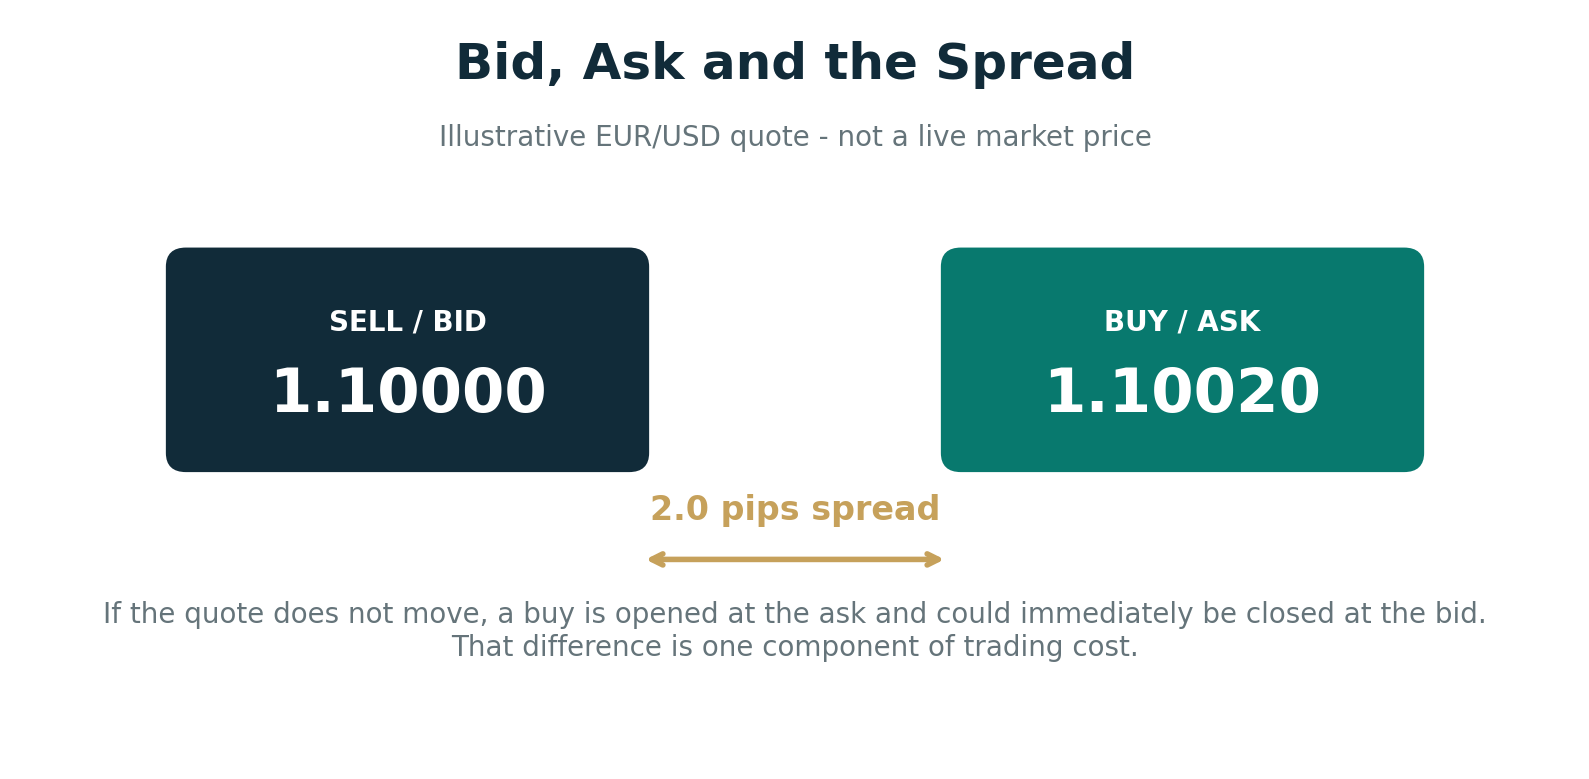 Bid, Ask and the Spread
Illustrative EUR/USD quote - not a live market price
SELL / BID
1.10000
BUY / ASK
1.10020
2.0 pips spread
If the quote does not move, a buy is opened at the ask and could immediately be closed at the bid.
That difference is one component of trading cost.